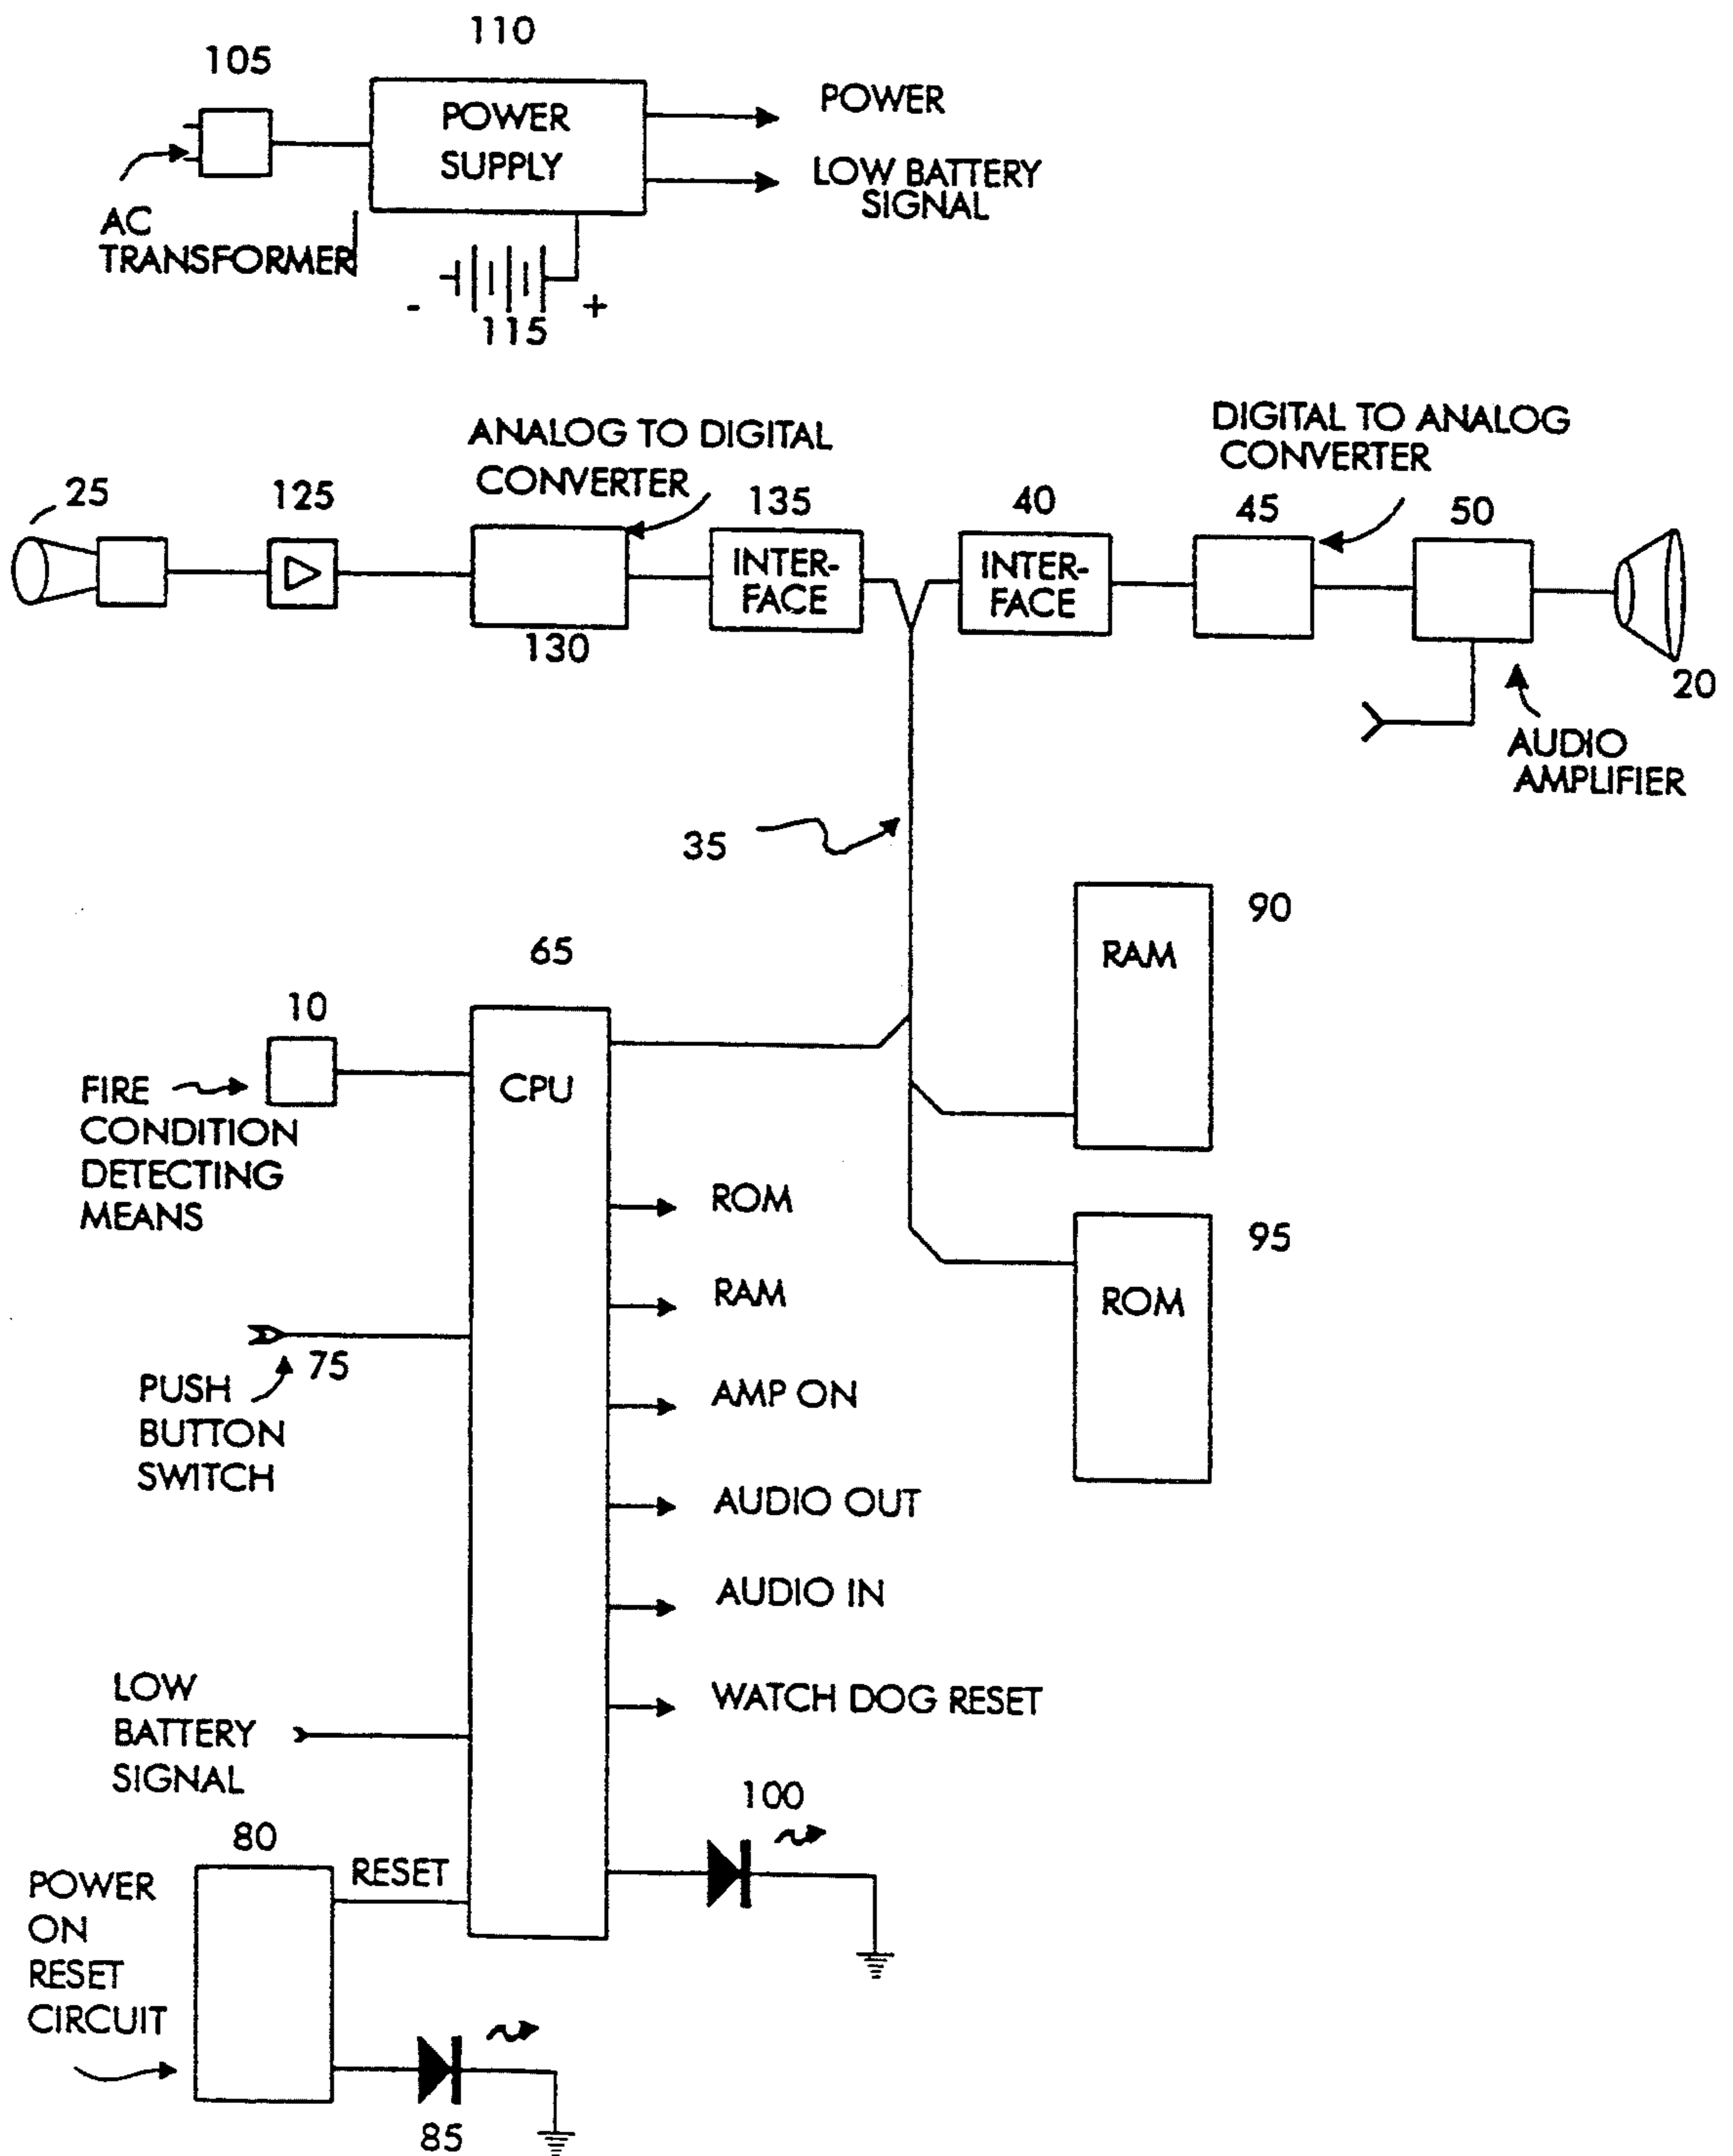 110
105
POWER
SUPPLY
POWER
LOW BATTERY
SIGNAL
AC
TRANSFORMER
-
+
115
ANALOG TO DIGITAL
CONVERTER
DIGITAL TO ANALOG
CONVERTER
25
125
135
40
45
50
INTER-
FACE
INTER-
FACE
130
20
AUDIO
AMPLIFIER
35
90
RAM
65
10
CPU
FIRE
CONDITION
DETECTING
MEANS
ROM
95
RAM
ROM
75
PUSH
BUTTON
SWITCH
AMP ON
AUDIO OUT
AUDIO IN
LOW
BATTERY
SIGNAL
WATCH DOG RESET
100
80
RESET
POWER
ON
RESET
CIRCUIT
85